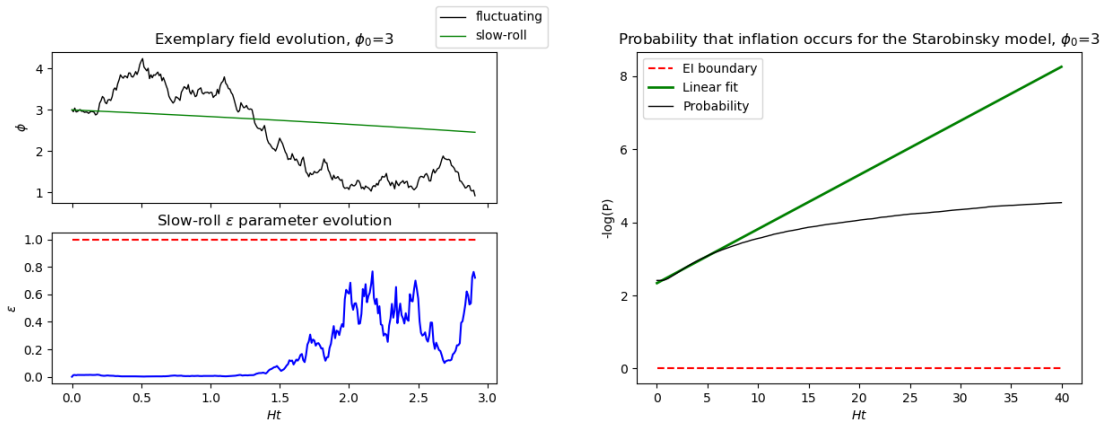 fluctuating
slow-roll
Exemplary field evolution, ϕ₀=3
4
3
2
1
ϕ
Slow-roll ε parameter evolution
1.0
0.8
0.6
0.4
0.2
0.0
ε
0.0 0.5 1.0 1.5 2.0 2.5 3.0
Ht
Probability that inflation occurs for the Starobinsky model, ϕ₀=3
EI boundary
Linear fit
Probability
8
6
4
2
0
-log(P)
0 5 10 15 20 25 30 35 40
Ht